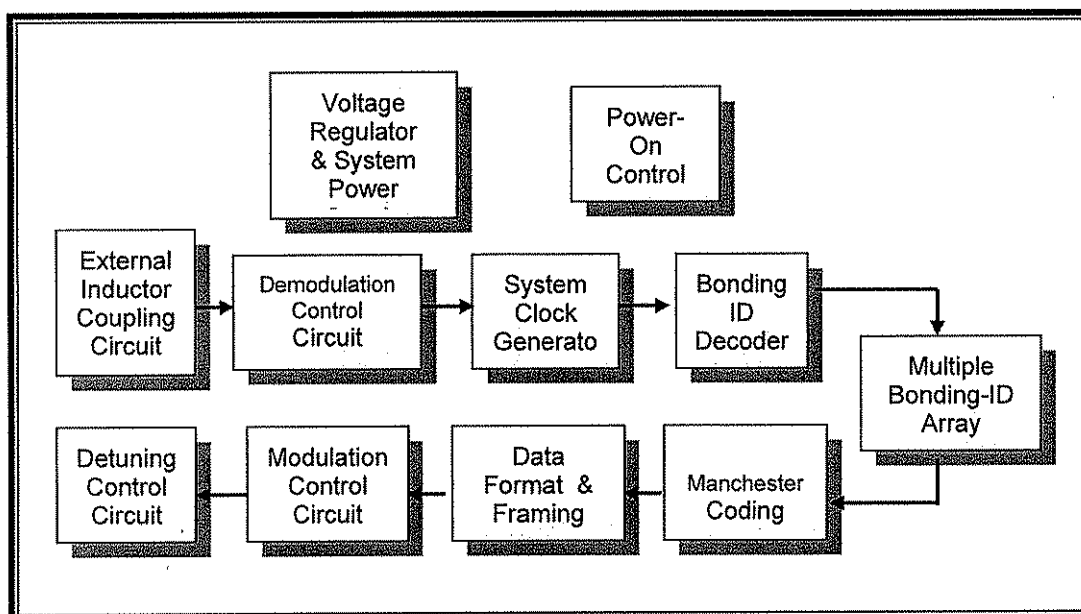 Voltage
Regulator
& System
Power
Power-
On
Control
External
Inductor
Coupling
Circuit
Demodulation
Control
Circuit
System
Clock
Generato
Bonding
ID
Decoder
Multiple
Bonding-ID
Array
Manchester
Coding
Data
Format &
Framing
Modulation
Control
Circuit
Detuning
Control
Circuit